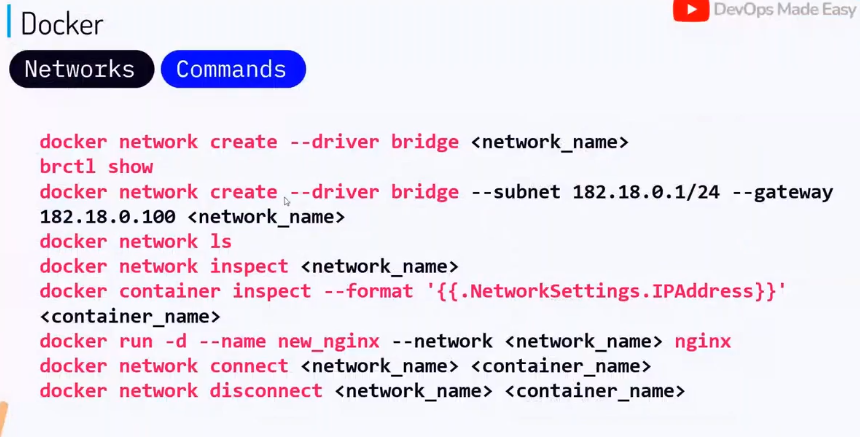 DevOps Made Easy
Docker
Networks Commands
docker network create --driver bridge <network_name>
brctl show
docker network create --driver bridge --subnet 182.18.0.1/24 --gateway
182.18.0.100 <network_name>
docker network ls
docker network inspect <network_name>
docker container inspect --format '{{.NetworkSettings.IPAddress}}'
<container_name>
docker run -d --name new_nginx --network <network_name> nginx
docker network connect <network_name> <container_name>
docker network disconnect <network_name> <container_name>